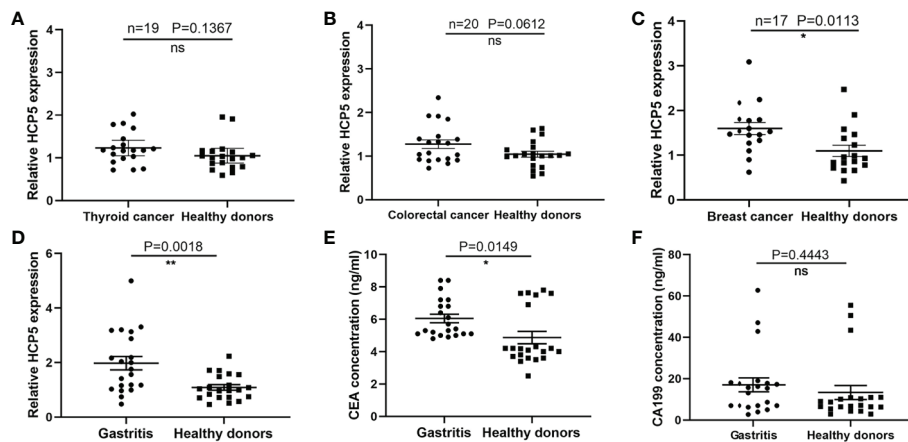 A
n=19 P=0.1367
ns
Relative HCP5 expression
4
3
2
1
0
Thyroid cancer Healthy donors
B
n=20 P=0.0612
ns
Relative HCP5 expression
4
3
2
1
0
Colorectal cancer Healthy donors
C
n=17 P=0.0113
*
Relative HCP5 expression
4
3
2
1
0
Breast cancer Healthy donors
D
P=0.0018
**
Relative HCP5 expression
6
4
2
0
Gastritis Healthy donors
E
P=0.0149
*
CEA concentration (ng/ml)
10
8
6
4
2
0
Gastritis Healthy donors
F
P=0.4443
ns
CA199 concentration (ng/ml)
80
60
40
20
0
Gastritis Healthy donors